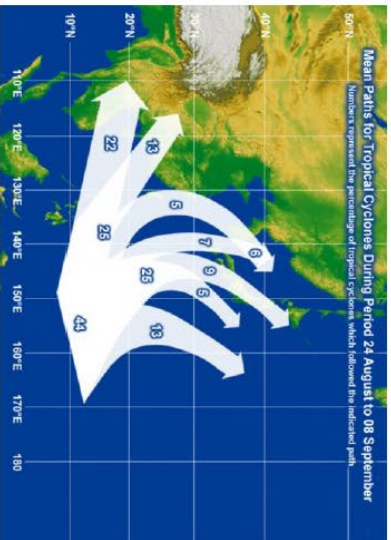 Mean Paths for Tropical Cyclones During Period 24 August to 08 September
Numbers represent the percentage of tropical cyclones which followed the indicated path
50°N
40°N
30°N
20°N
10°N
110°E
120°E
130°E
140°E
150°E
160°E
170°E
180
22
13
5
7
6
9
5
25
26
44
13